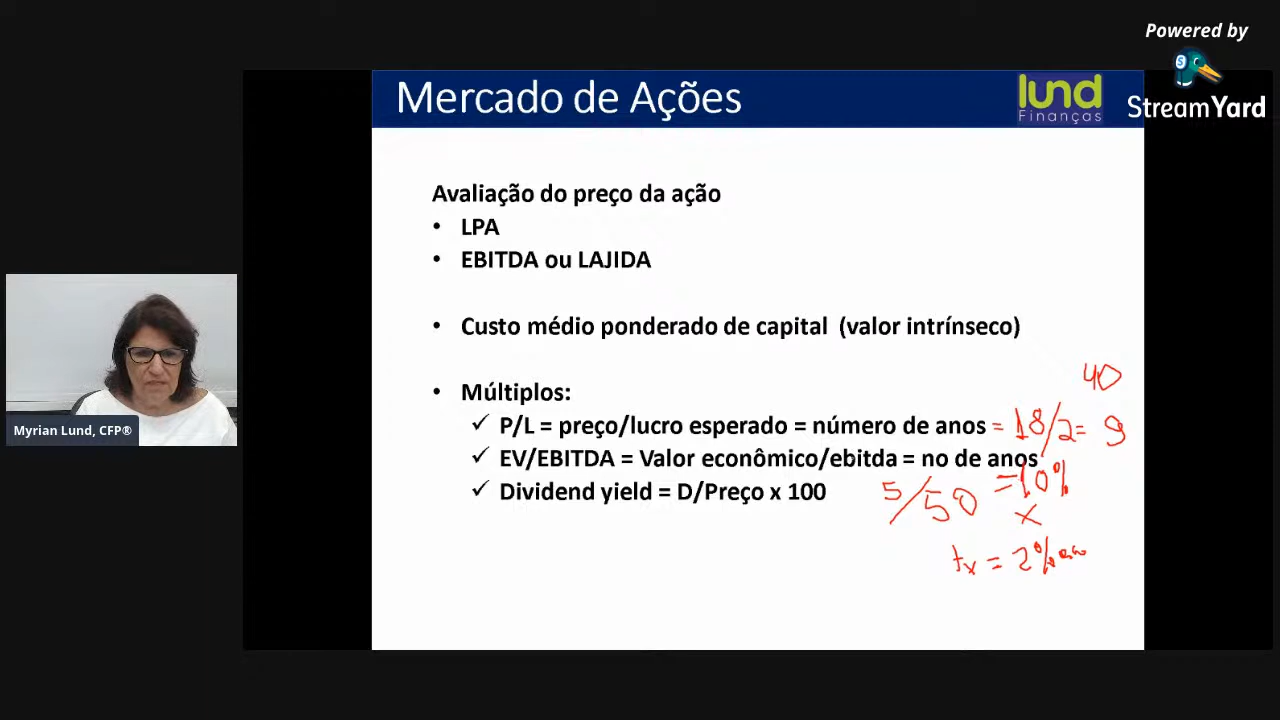 Powered by
StreamYard
Mercado de Ações
lund
Finanças
Avaliação do preço da ação
• LPA
• EBITDA ou LAJIDA
• Custo médio ponderado de capital (valor intrínseco)
40
• Múltiplos:
✓ P/L = preço/lucro esperado = número de anos = 18/2 = 9
✓ EV/EBITDA = Valor econômico/ebitda = no de anos
✓ Dividend yield = D/Preço x 100 5/50 = 10%
x
tx = 2%
Myrian Lund, CFP®